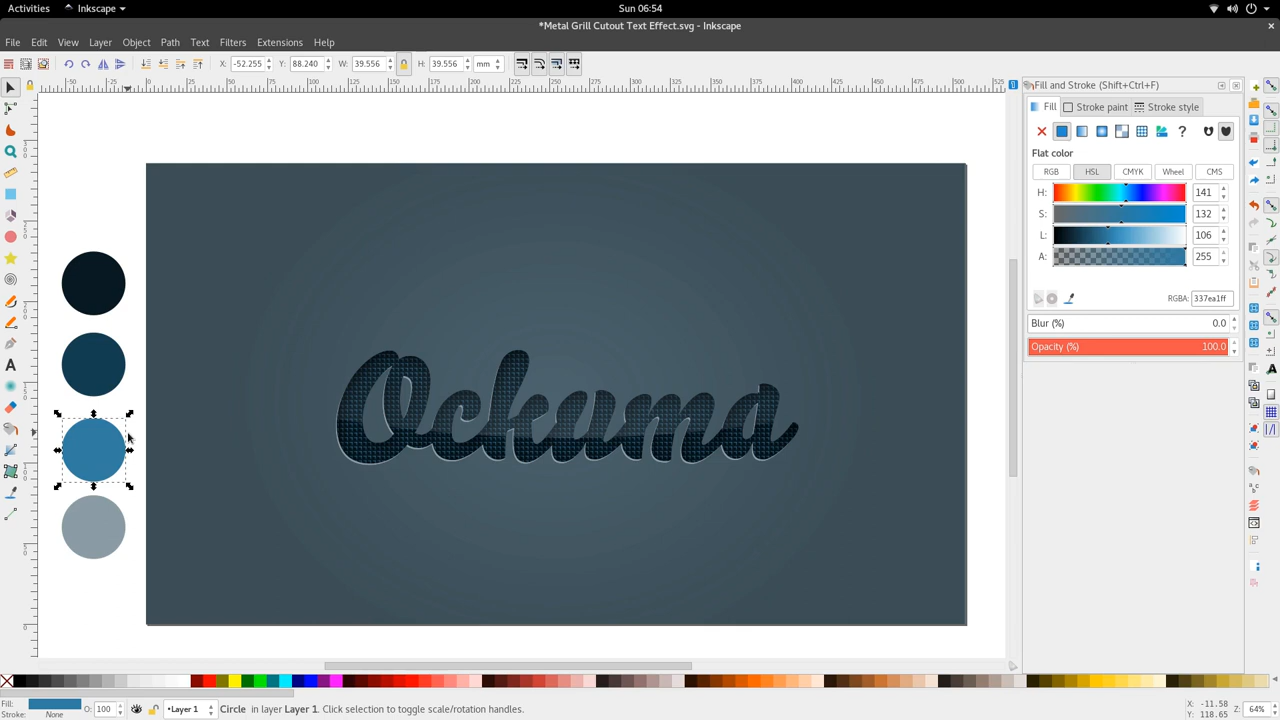 Activities Inkscape Sun 06:54
*Metal Grill Cutout Text Effect.svg - Inkscape
File Edit View Layer Object Path Text Filters Extensions Help
X: -52.255 Y: 88.240 W: 39.556 H: 39.556 mm
Fill and Stroke (Shift+Ctrl+F)
Fill Stroke paint Stroke style
Flat color
RGB HSL CMYK Wheel CMS
H: 141
S: 132
L: 106
A: 255
RGBA: 337ea1ff
Blur (%) 0.0
Opacity (%) 100.0
Ockuma
Fill: O: 100 •Layer 1 Circle in layer Layer 1. Click selection to toggle scale/rotation handles. X: -11.58 Z: 64%
Stroke: None Y: 118.65